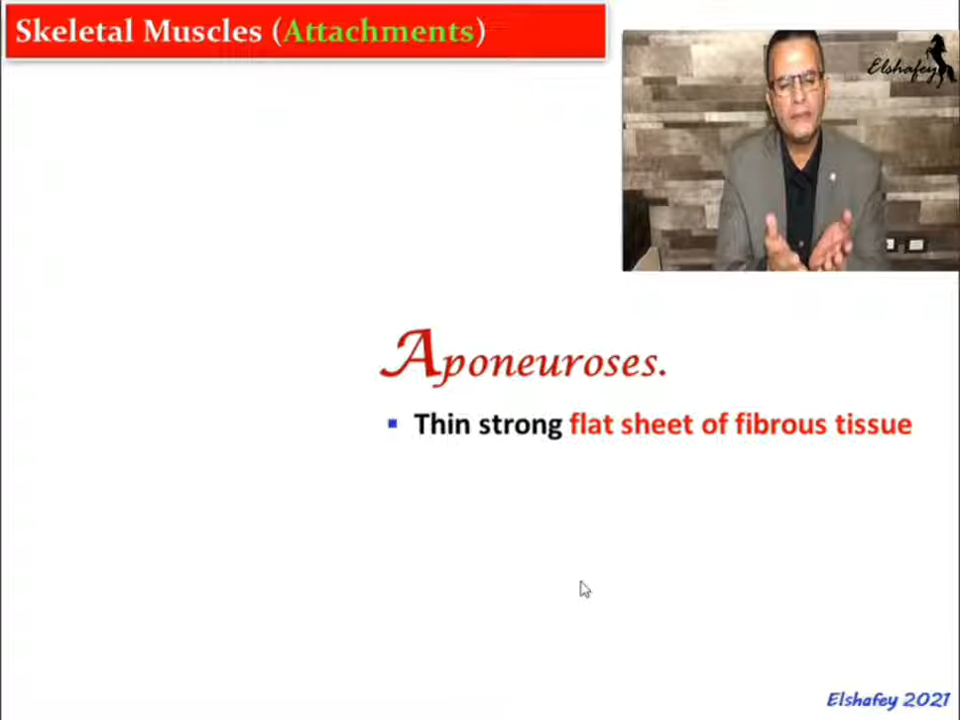 Skeletal Muscles (Attachments)
Elshafey
Aponeuroses.
Thin strong flat sheet of fibrous tissue
Elshafey 2021